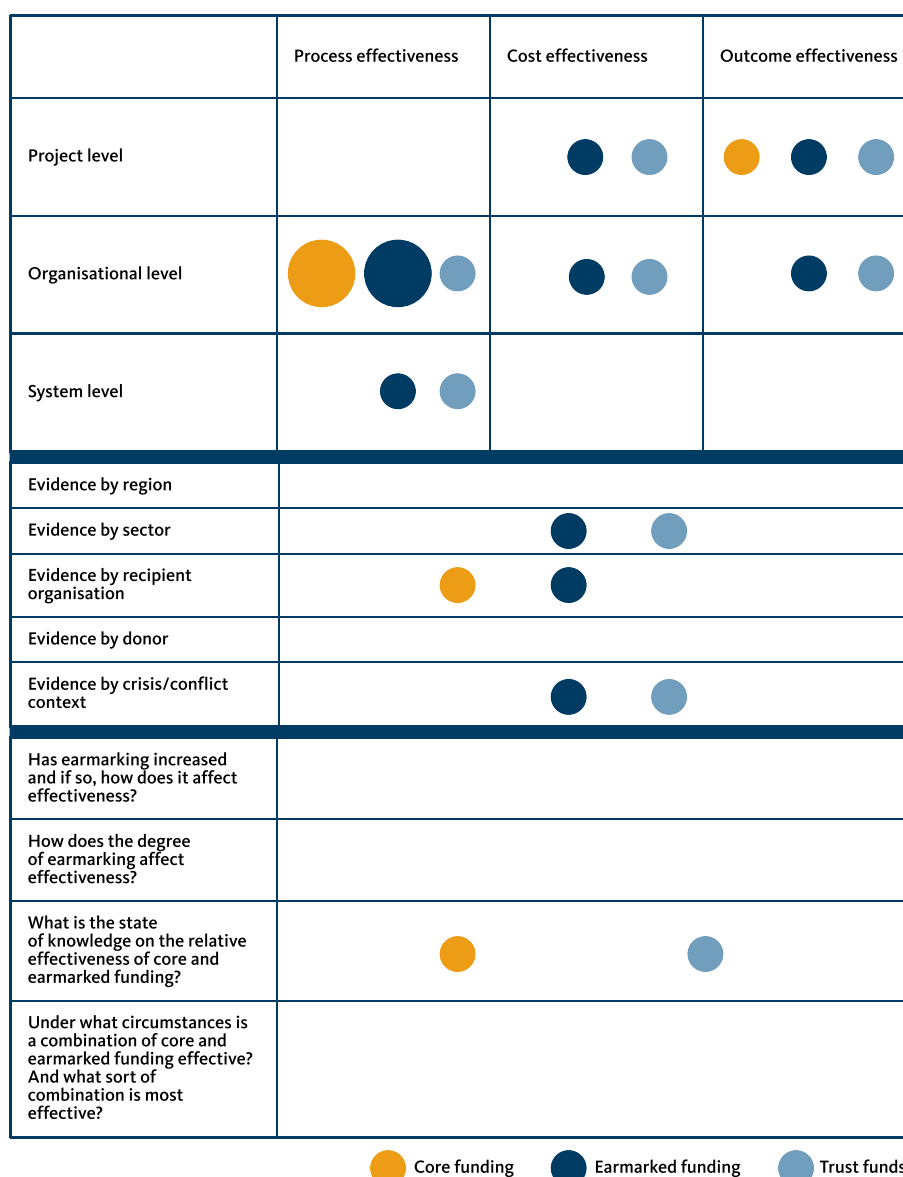 Process effectiveness
Cost effectiveness
Outcome effectiveness
Project level
Organisational level
System level
Evidence by region
Evidence by sector
Evidence by recipient
organisation
Evidence by donor
Evidence by crisis/conflict
context
Has earmarking increased
and if so, how does it affect
effectiveness?
How does the degree
of earmarking affect
effectiveness?
What is the state
of knowledge on the relative
effectiveness of core and
earmarked funding?
Under what circumstances is
a combination of core and
earmarked funding effective?
And what sort of
combination is most
effective?
Core funding
Earmarked funding
Trust funds